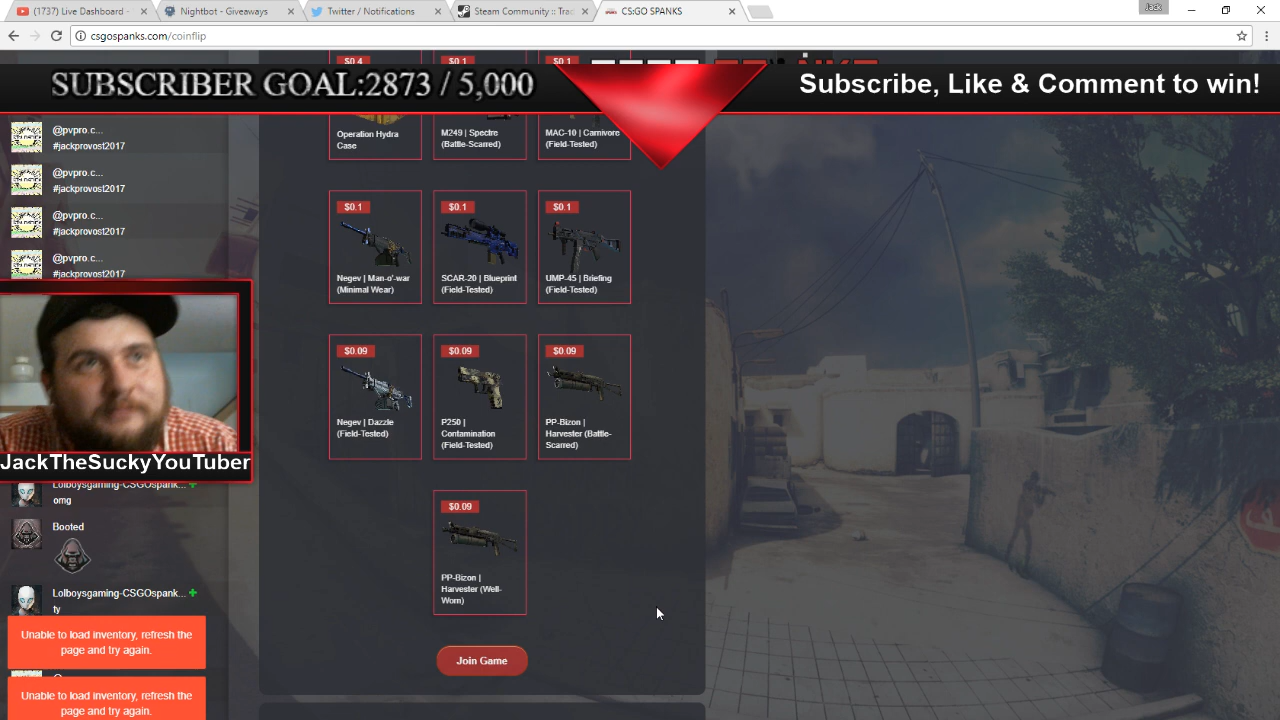 (1737) Live Dashboard -
Nightbot - Giveaways
Twitter / Notifications
Steam Community :: Trad
CS:GO SPANKS
Jack
csgospanks.com/coinflip
SUBSCRIBER GOAL:2873 / 5,000
Subscribe, Like & Comment to win!
$0.4
$0.1
$0.1
Operation Hydra
Case
M249 | Spectre
(Battle-Scarred)
MAC-10 | Carnivore
(Field-Tested)
@pvpro.c...
#jackprovost2017
@pvpro.c...
#jackprovost2017
@pvpro.c...
#jackprovost2017
@pvpro.c...
#jackprovost2017
$0.1
Negev | Man-o'-war
(Minimal Wear)
$0.1
SCAR-20 | Blueprint
(Field-Tested)
$0.1
UMP-45 | Briefing
(Field-Tested)
$0.09
Negev | Dazzle
(Field-Tested)
$0.09
P250 |
Contamination
(Field-Tested)
$0.09
PP-Bizon |
Harvester (Battle-
Scarred)
JackTheSuckyYouTuber
Lolboysgaming-CSGOspank...
omg
Booted
Lolboysgaming-CSGOspank...
ty
Unable to load inventory, refresh the
page and try again.
Unable to load inventory, refresh the
page and try again.
$0.09
PP-Bizon |
Harvester (Well-
Worn)
Join Game